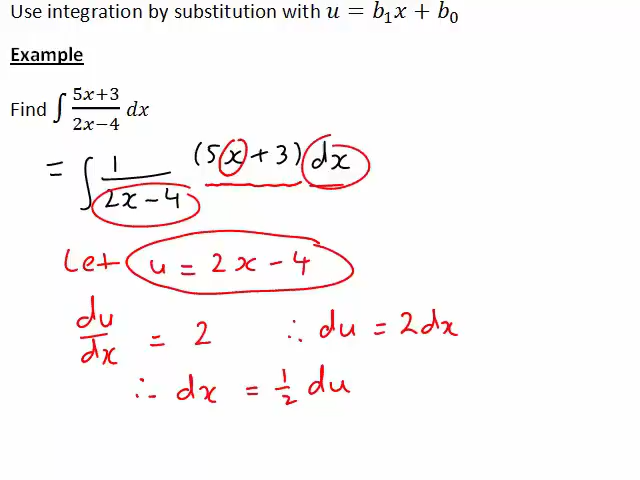 Use integration by substitution with u = b₁x + b₀
Example
Find ∫ (5x+3)/(2x−4) dx
= ∫ 1/(2x − 4) (5x + 3) dx
Let u = 2x − 4
du/dx = 2 ∴ du = 2dx
∴ dx = ½ du